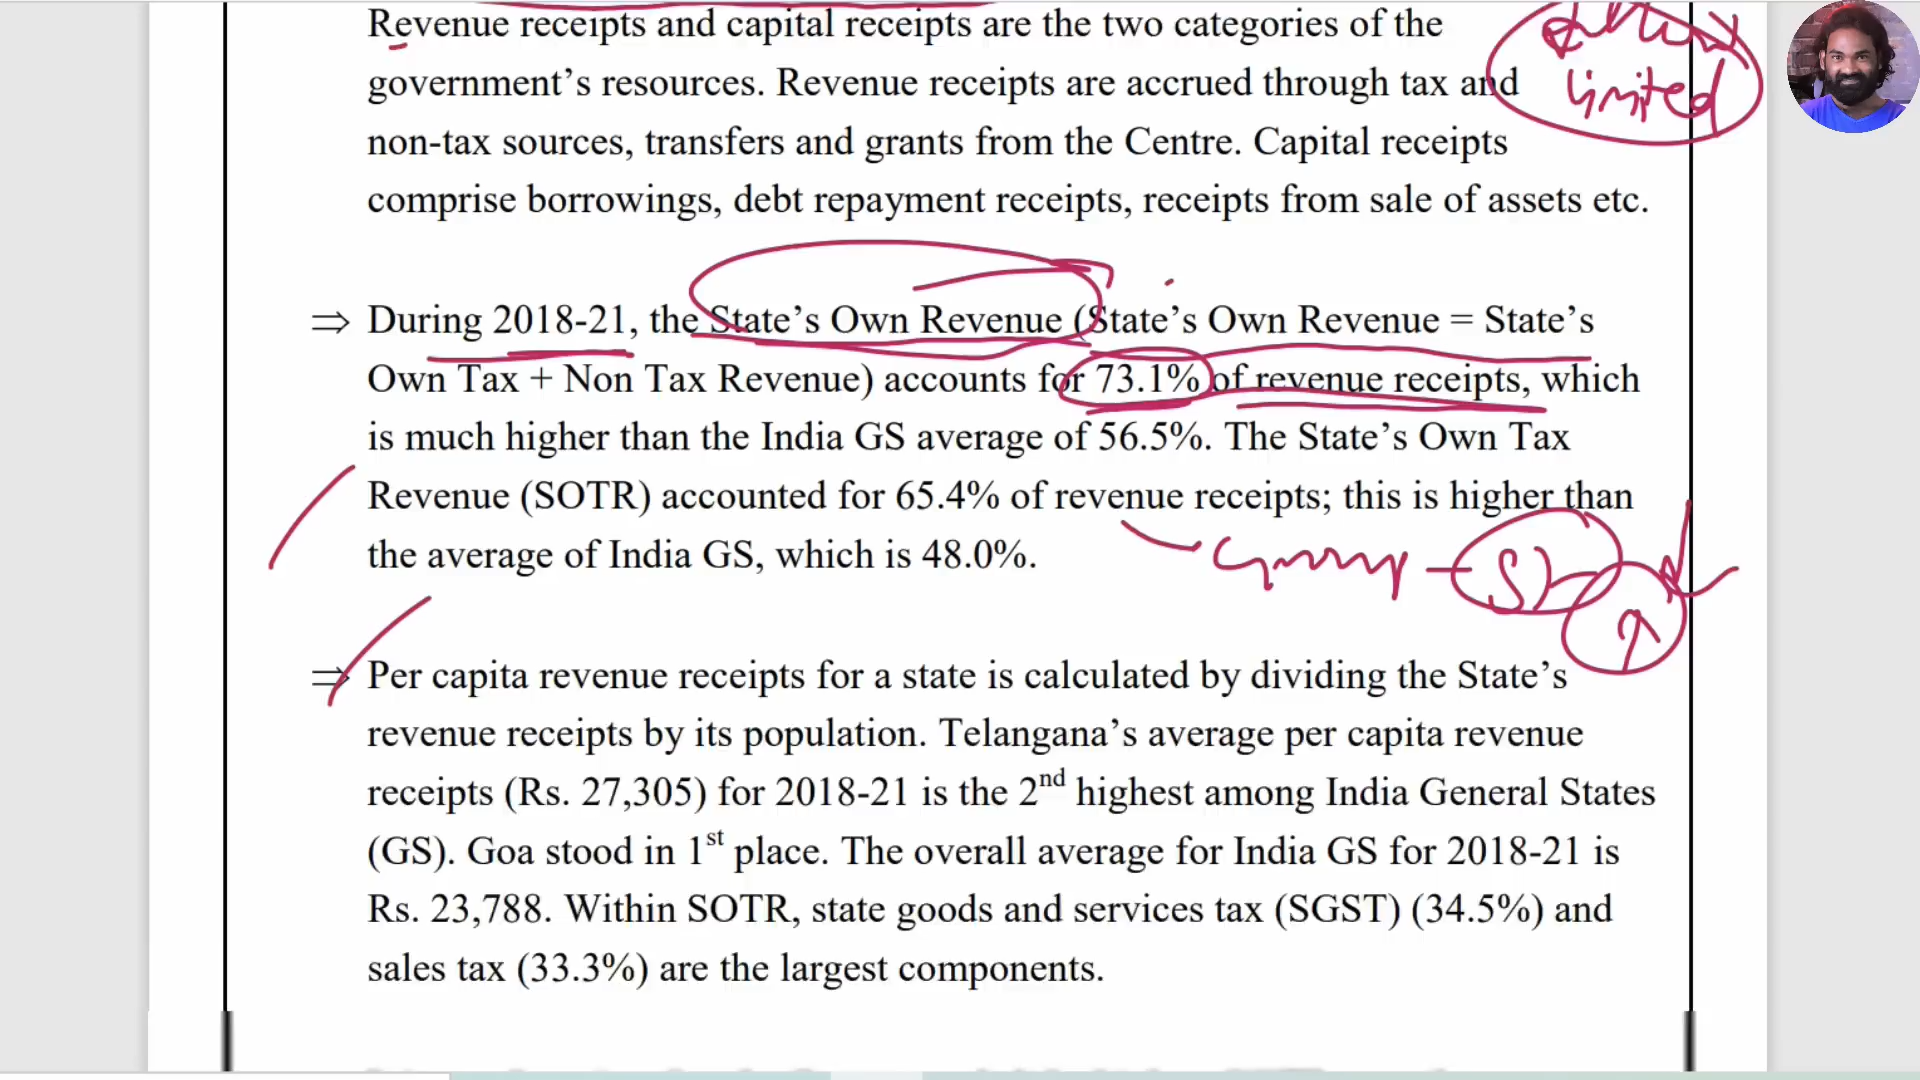 Revenue receipts and capital receipts are the two categories of the
government’s resources. Revenue receipts are accrued through tax and
limited
non-tax sources, transfers and grants from the Centre. Capital receipts
comprise borrowings, debt repayment receipts, receipts from sale of assets etc.
⇒ During 2018-21, the State’s Own Revenue (State’s Own Revenue = State’s
Own Tax + Non Tax Revenue) accounts for 73.1% of revenue receipts, which
is much higher than the India GS average of 56.5%. The State’s Own Tax
Revenue (SOTR) accounted for 65.4% of revenue receipts; this is higher than
the average of India GS, which is 48.0%.
⇒ Per capita revenue receipts for a state is calculated by dividing the State’s
revenue receipts by its population. Telangana’s average per capita revenue
receipts (Rs. 27,305) for 2018-21 is the 2nd highest among India General States
(GS). Goa stood in 1st place. The overall average for India GS for 2018-21 is
Rs. 23,788. Within SOTR, state goods and services tax (SGST) (34.5%) and
sales tax (33.3%) are the largest components.